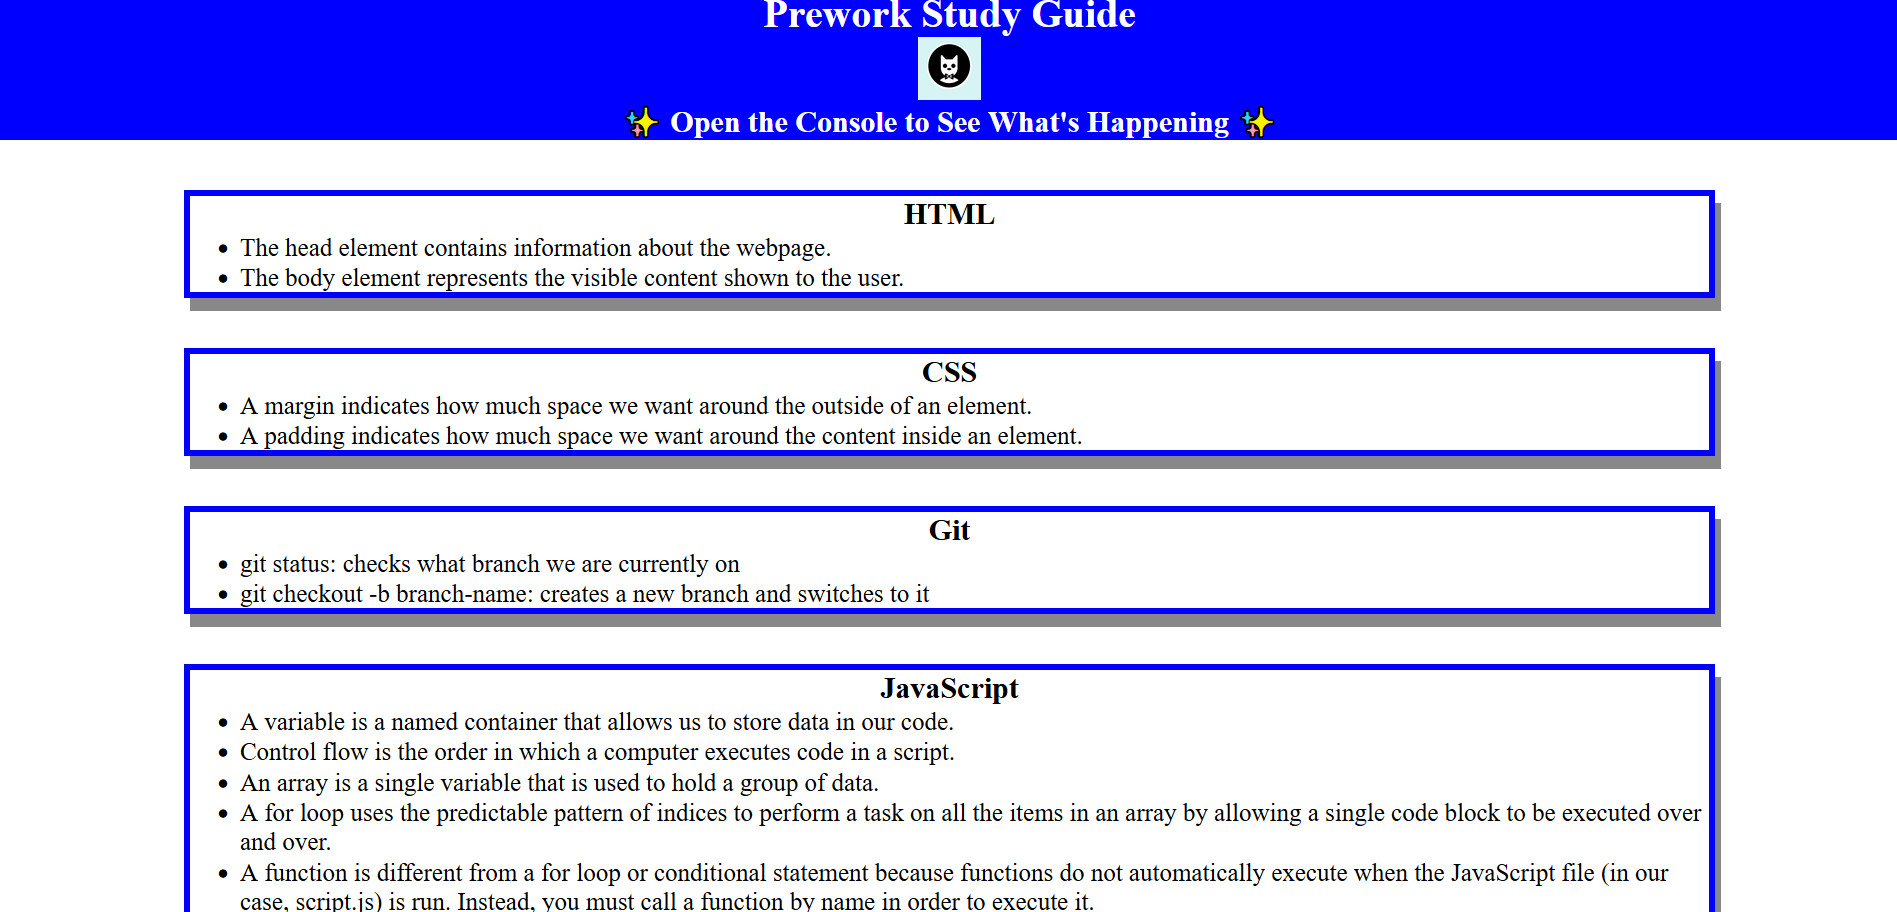 Prework Study Guide
✨ Open the Console to See What's Happening ✨
HTML
• The head element contains information about the webpage.
• The body element represents the visible content shown to the user.
CSS
• A margin indicates how much space we want around the outside of an element.
• A padding indicates how much space we want around the content inside an element.
Git
• git status: checks what branch we are currently on
• git checkout -b branch-name: creates a new branch and switches to it
JavaScript
• A variable is a named container that allows us to store data in our code.
• Control flow is the order in which a computer executes code in a script.
• An array is a single variable that is used to hold a group of data.
• A for loop uses the predictable pattern of indices to perform a task on all the items in an array by allowing a single code block to be executed over
and over.
• A function is different from a for loop or conditional statement because functions do not automatically execute when the JavaScript file (in our
case, script.js) is run. Instead, you must call a function by name in order to execute it.